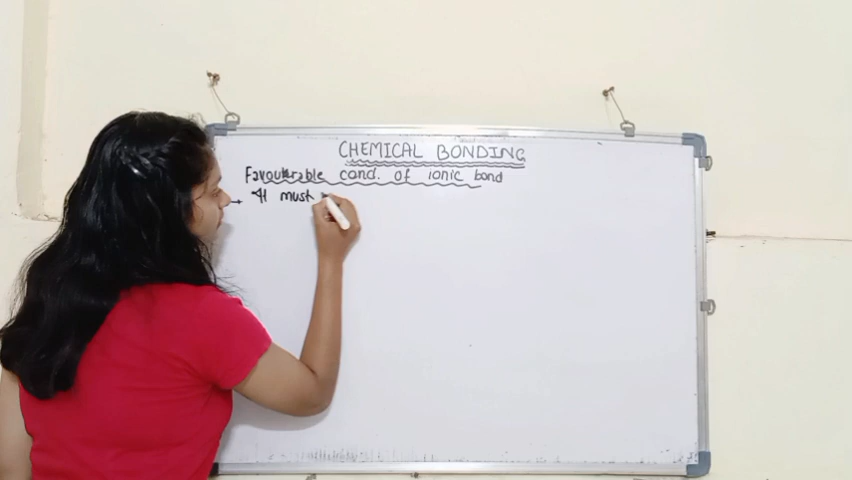 CHEMICAL BONDING
Favourable cond. of ionic bond
→ It must